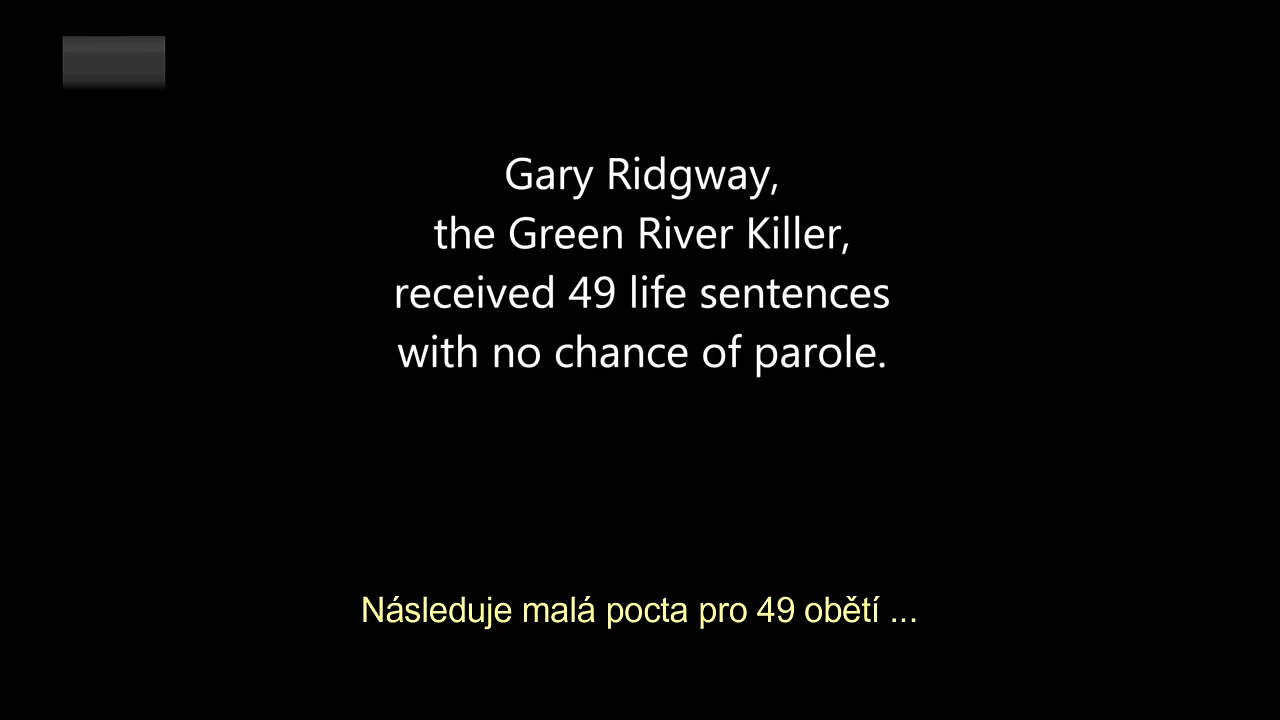 Gary Ridgway,
the Green River Killer,
received 49 life sentences
with no chance of parole.
Následuje malá pocta pro 49 obětí ...